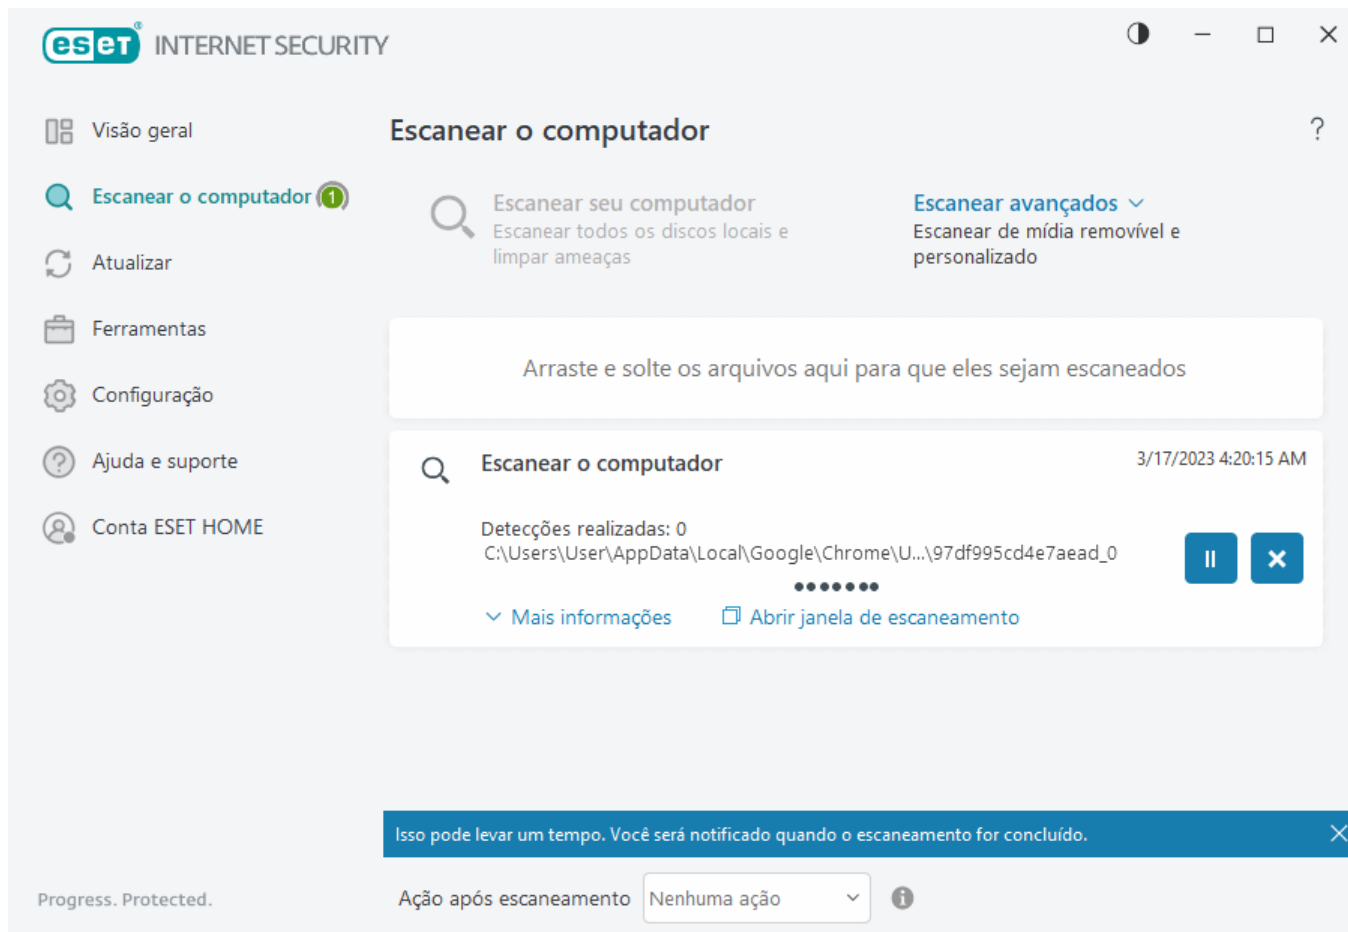 eset® INTERNET SECURITY
Visão geral
Escanear o computador 1
Atualizar
Ferramentas
Configuração
Ajuda e suporte
Conta ESET HOME
Progress. Protected.
Escanear o computador
?
Escanear seu computador
Escanear todos os discos locais e
limpar ameaças
Escanear avançados
Escanear de mídia removível e
personalizado
Arraste e solte os arquivos aqui para que eles sejam escaneados
Escanear o computador
3/17/2023 4:20:15 AM
Detecções realizadas: 0
C:\Users\User\AppData\Local\Google\Chrome\U...\97df995cd4e7aead_0
Mais informações
Abrir janela de escaneamento
Isso pode levar um tempo. Você será notificado quando o escaneamento for concluído.
Ação após escaneamento
Nenhuma ação